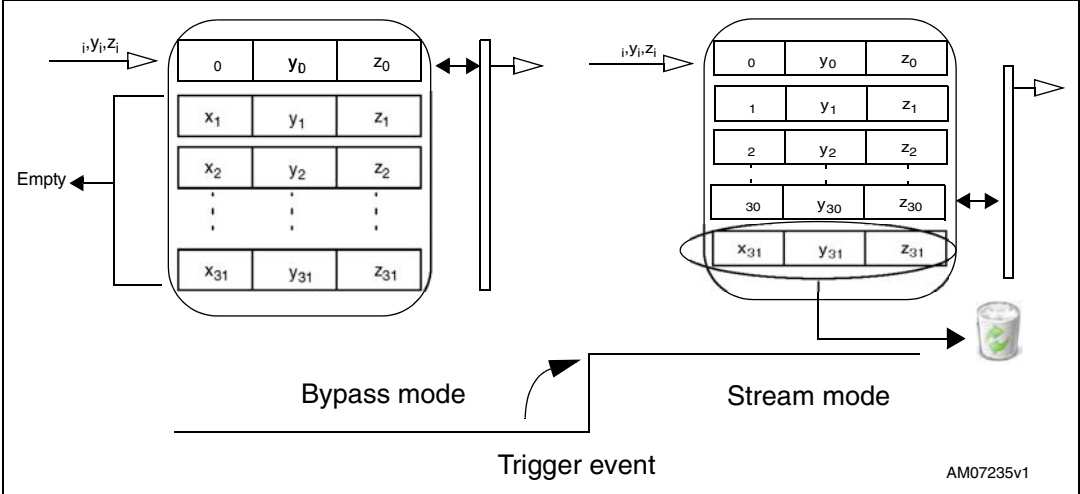 i,yi,zi
0 y0 z0
x1 y1 z1
x2 y2 z2
x31 y31 z31
Empty
i,yi,zi
0 y0 z0
1 y1 z1
2 y2 z2
30 y30 z30
x31 y31 z31
Bypass mode
Stream mode
Trigger event
AM07235v1